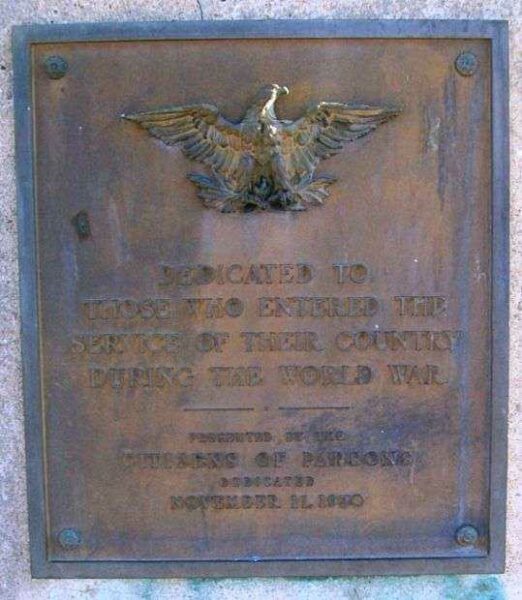 DEDICATED TO
THOSE WHO ENTERED THE
SERVICE OF THEIR COUNTRY
DURING THE WORLD WAR
PRESENTED BY THE
CITIZENS OF PARSONS
DEDICATED
NOVEMBER 11,